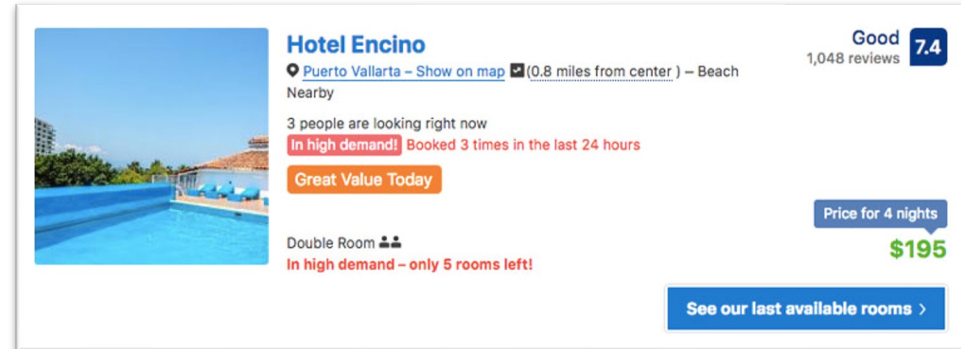 Hotel Encino
Puerto Vallarta – Show on map (0.8 miles from center ) – Beach
Nearby
3 people are looking right now
In high demand! Booked 3 times in the last 24 hours
Great Value Today
Double Room
In high demand – only 5 rooms left!
Good
1,048 reviews
7.4
Price for 4 nights
$195
See our last available rooms >